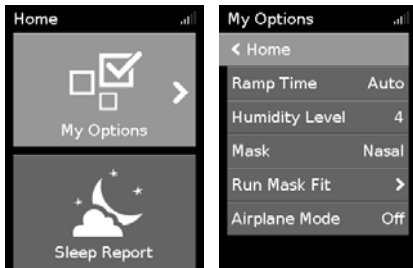 Home
My Options
Sleep Report
My Options
Home
Ramp Time Auto
Humidity Level 4
Mask Nasal
Run Mask Fit
Airplane Mode Off